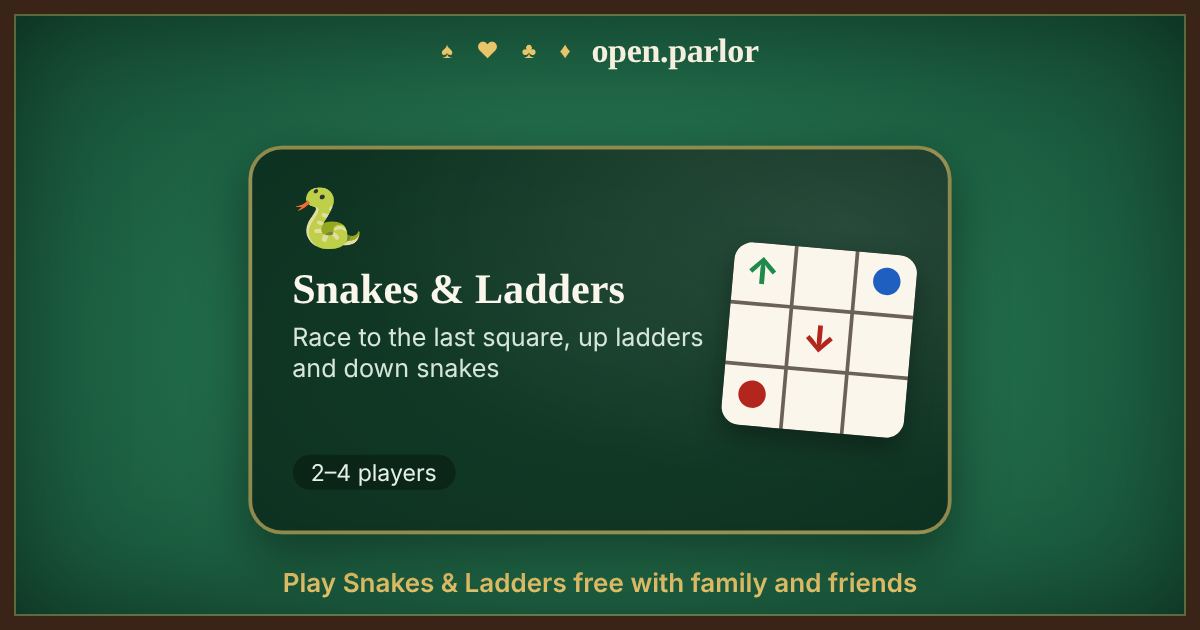 ♠ ♥ ♣ ♦ open.parlor
Snakes & Ladders
Race to the last square, up ladders
and down snakes
2–4 players
Play Snakes & Ladders free with family and friends